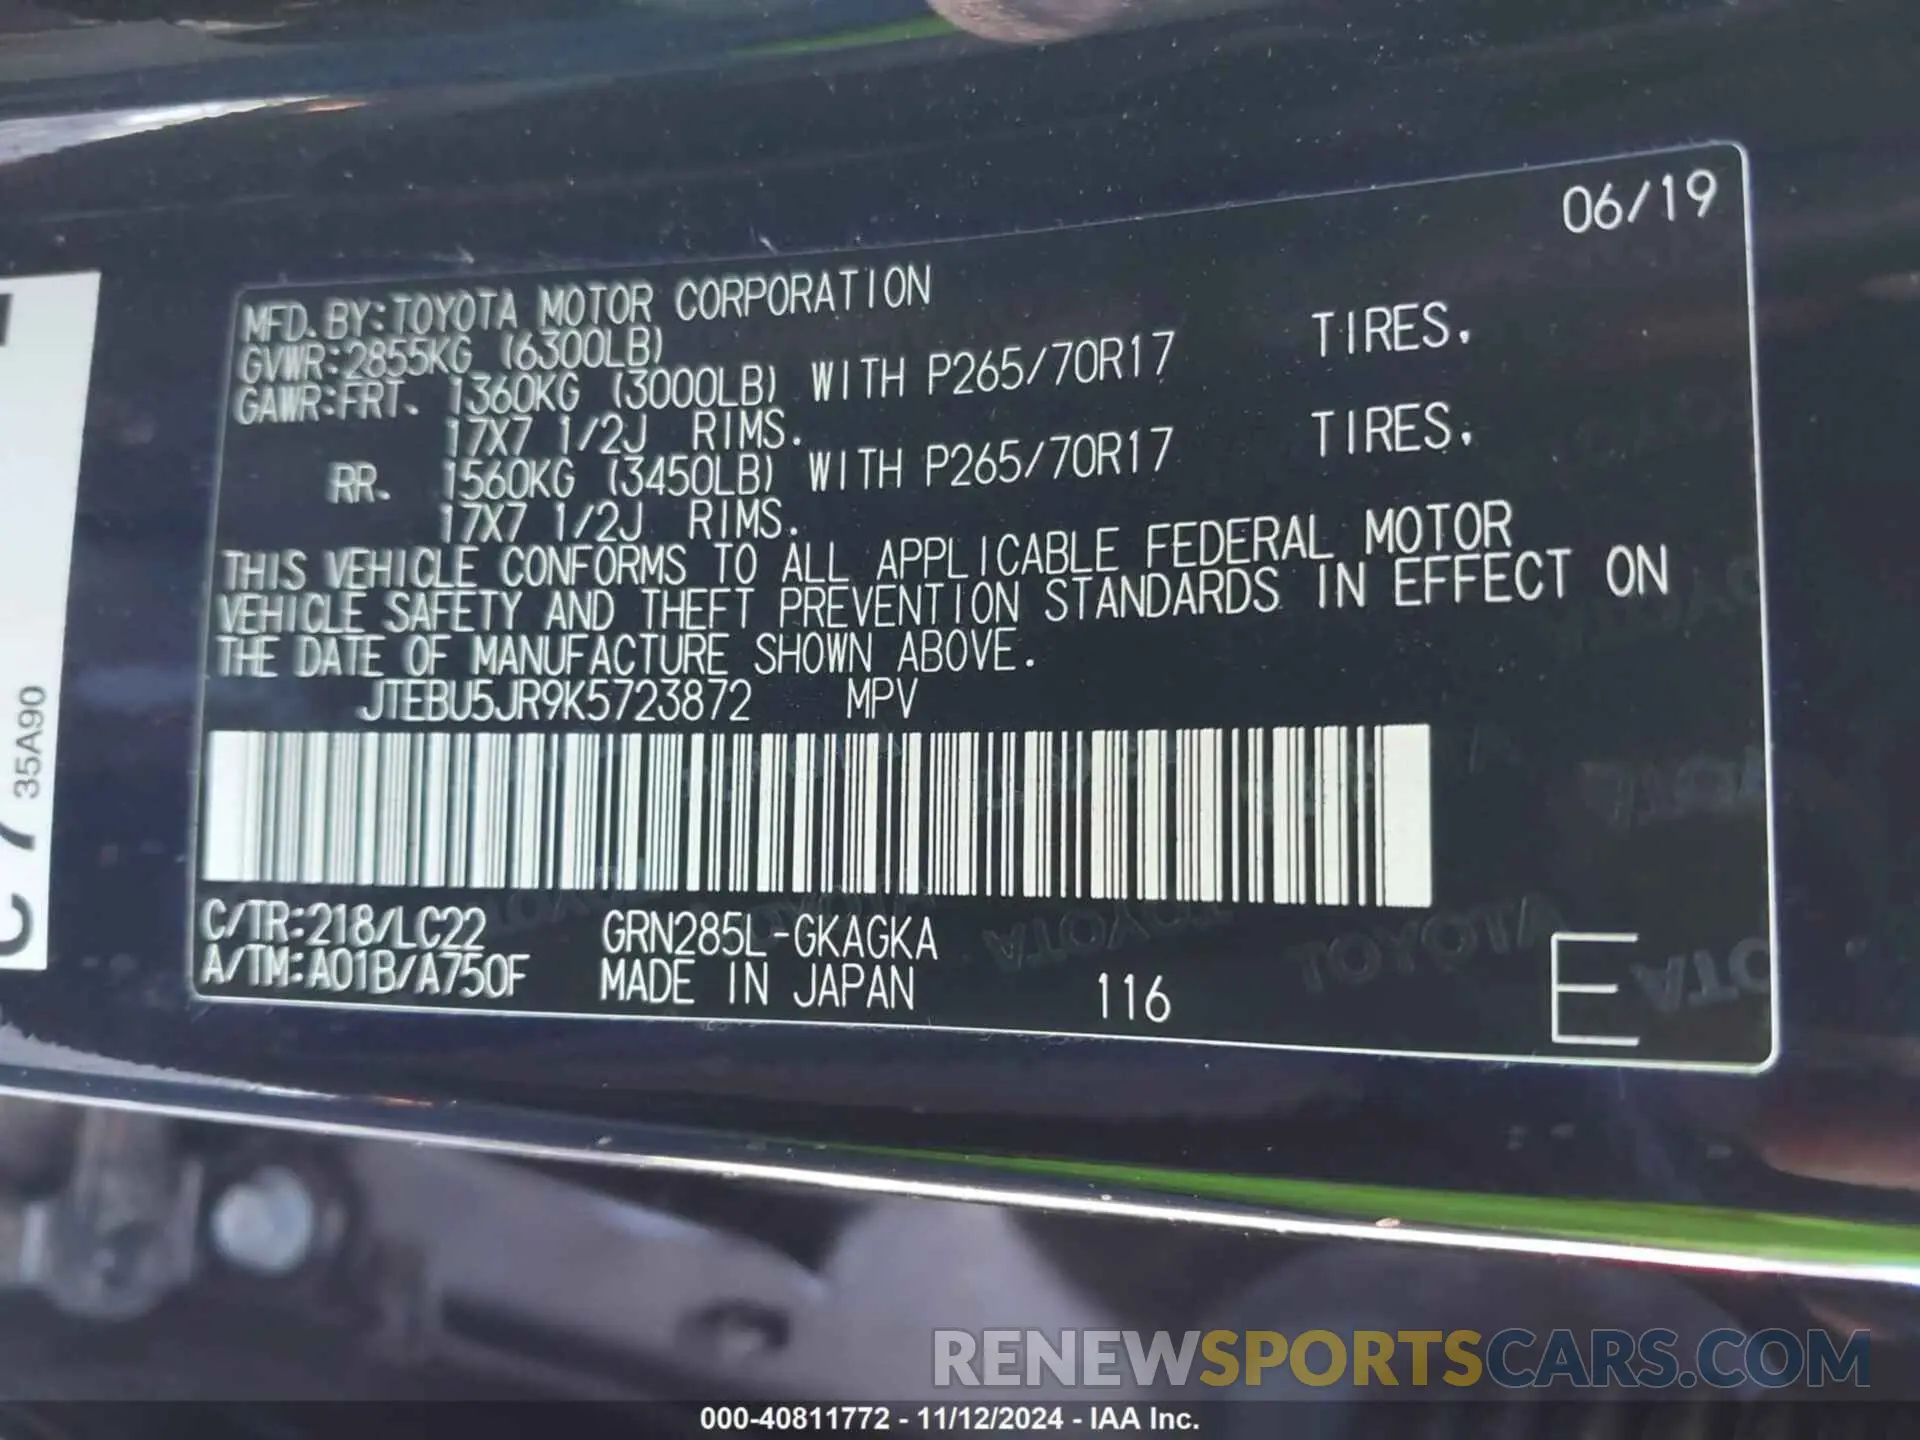 06/19
MFD. BY:TOYOTA MOTOR CORPORATION
GVWR:2855KG (6300LB)
GAWR:FRT. 1360KG (3000LB) WITH P265/70R17 TIRES,
17X7 1/2J RIMS.
RR. 1560KG (3450LB) WITH P265/70R17 TIRES,
17X7 1/2J RIMS.
THIS VEHICLE CONFORMS TO ALL APPLICABLE FEDERAL MOTOR
VEHICLE SAFETY AND THEFT PREVENTION STANDARDS IN EFFECT ON
THE DATE OF MANUFACTURE SHOWN ABOVE.
JTEBU5JR9K5723872 MPV
C/TR:218/LC22 GRN285L-GKAGKA
A/TM:A01B/A750F MADE IN JAPAN 116 E
35A90
RENEWSPORTSCARS.COM
000-40811772 - 11/12/2024 - IAA Inc.